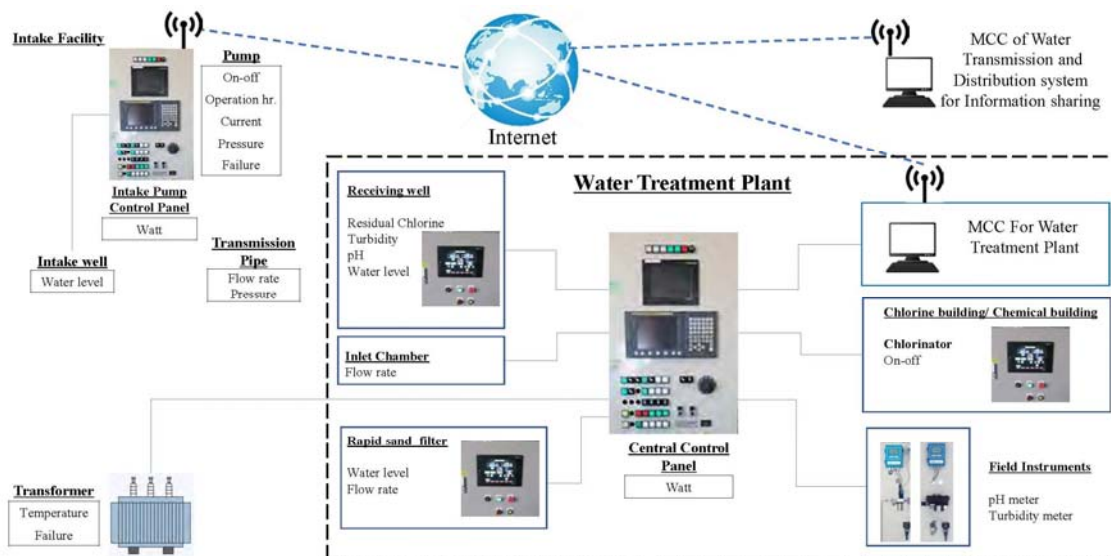 Intake Facility
Pump
On-off
Operation hr.
Current
Pressure
Failure
Intake Pump
Control Panel
Watt
Intake well
Water level
Transmission
Pipe
Flow rate
Pressure
Internet
MCC of Water
Transmission and
Distribution system
for Information sharing
Water Treatment Plant
Receiving well
Residual Chlorine
Turbidity
pH
Water level
Inlet Chamber
Flow rate
Rapid sand filter
Water level
Flow rate
Central Control
Panel
Watt
MCC For Water
Treatment Plant
Chlorine building/ Chemical building
Chlorinator
On-off
Field Instruments
pH meter
Turbidity meter
Transformer
Temperature
Failure